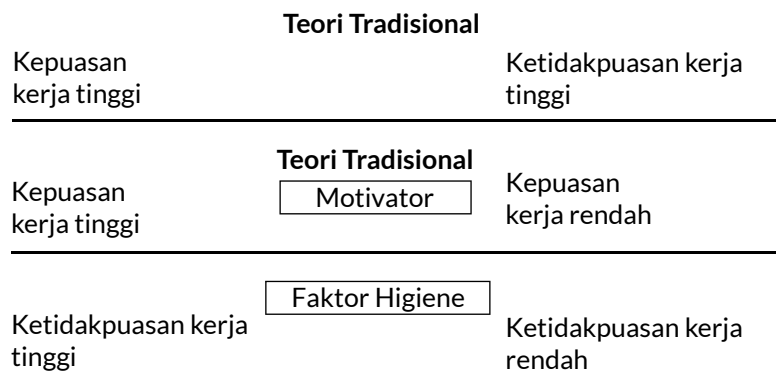 Teori Tradisional
Kepuasan
kerja tinggi
Ketidakpuasan kerja
tinggi
Teori Tradisional
Kepuasan
kerja tinggi
Motivator
Kepuasan
kerja rendah
Faktor Higiene
Ketidakpuasan kerja
tinggi
Ketidakpuasan kerja
rendah